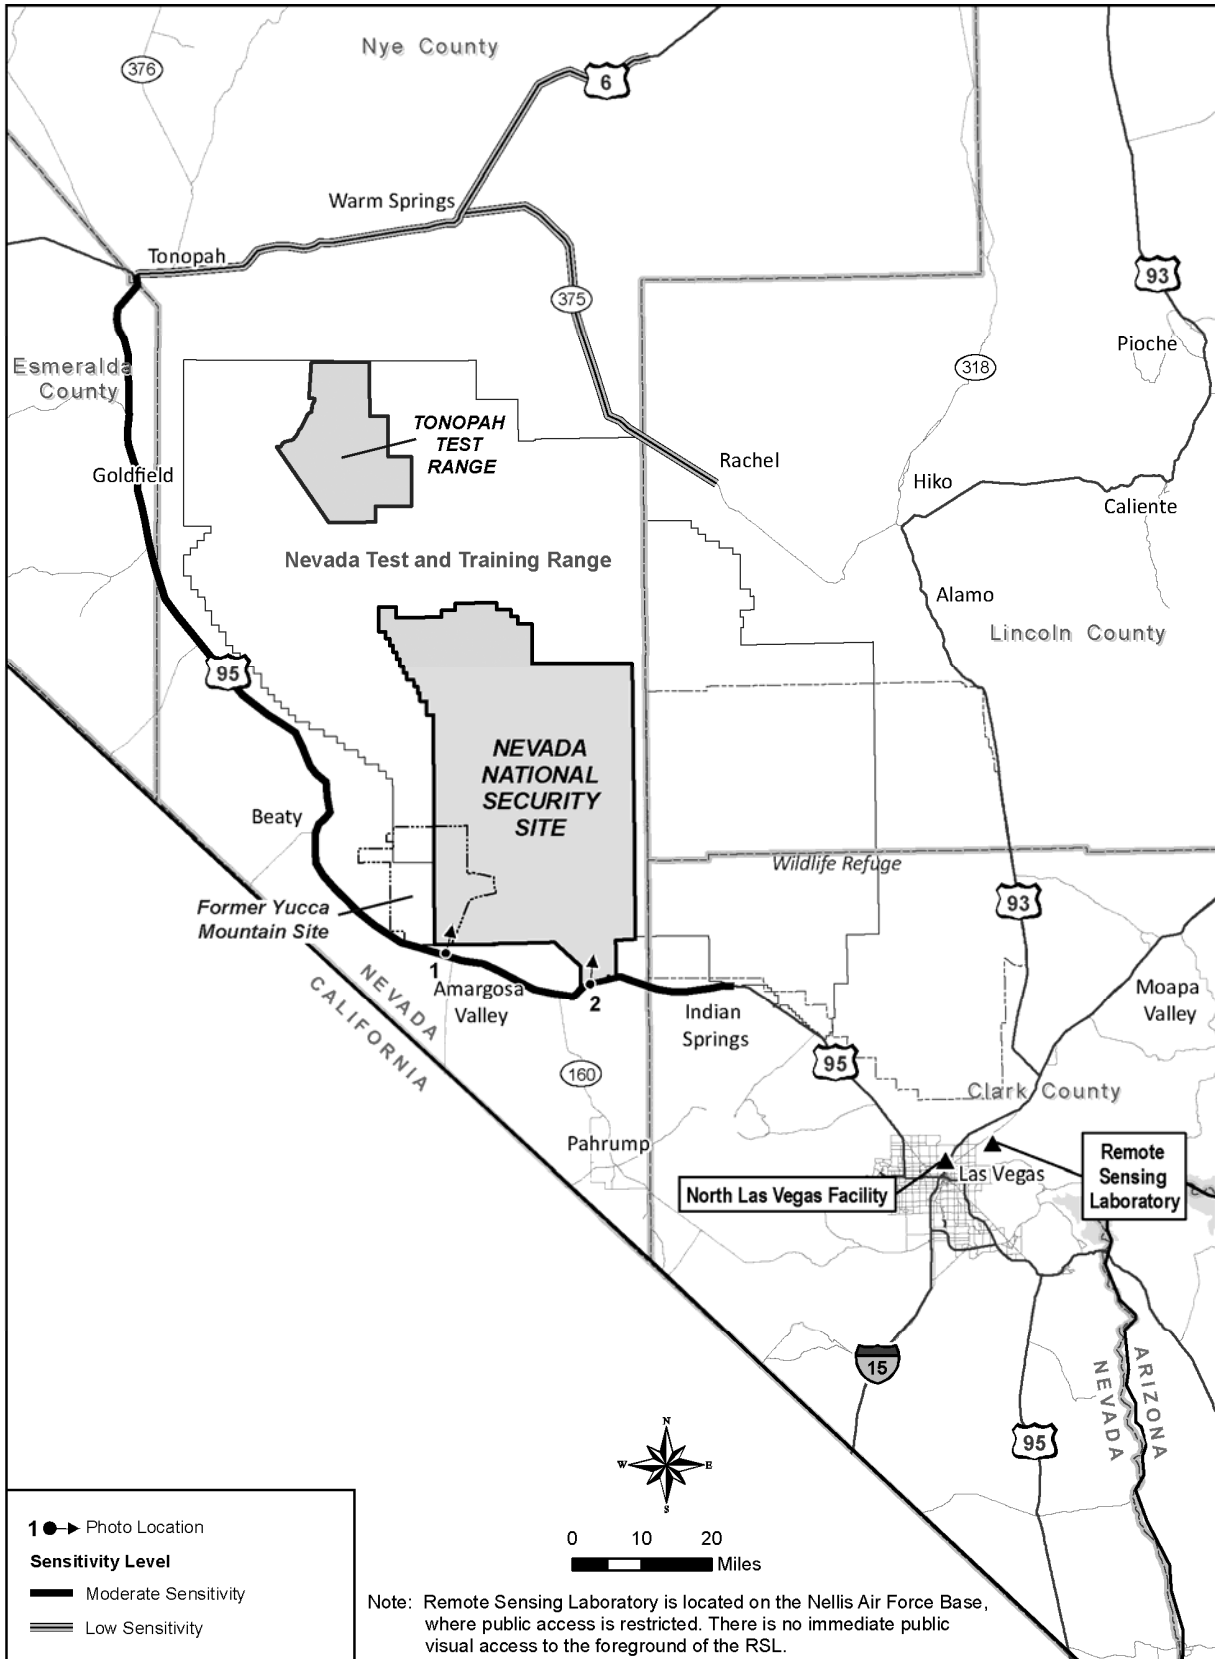 Nye County
376
6
Warm Springs
Tonopah
93
375
Pioche
Esmeralda
County
318
TONOPAH
TEST
RANGE
Rachel
Goldfield
Hiko
Caliente
Nevada Test and Training Range
Alamo
Lincoln County
95
NEVADA
NATIONAL
SECURITY
SITE
Beaty
Wildlife Refuge
93
Former Yucca
Mountain Site
1
NEVADA
CALIFORNIA
Amargosa
Valley
2
Indian
Springs
Moapa
Valley
95
160
Clark County
Pahrump
Las Vegas
Remote
Sensing
Laboratory
North Las Vegas Facility
15
ARIZONA
NEVADA
95
N
W
E
S
0 10 20
Miles
1 Photo Location
Sensitivity Level
Moderate Sensitivity
Low Sensitivity
Note: Remote Sensing Laboratory is located on the Nellis Air Force Base,
where public access is restricted. There is no immediate public
visual access to the foreground of the RSL.